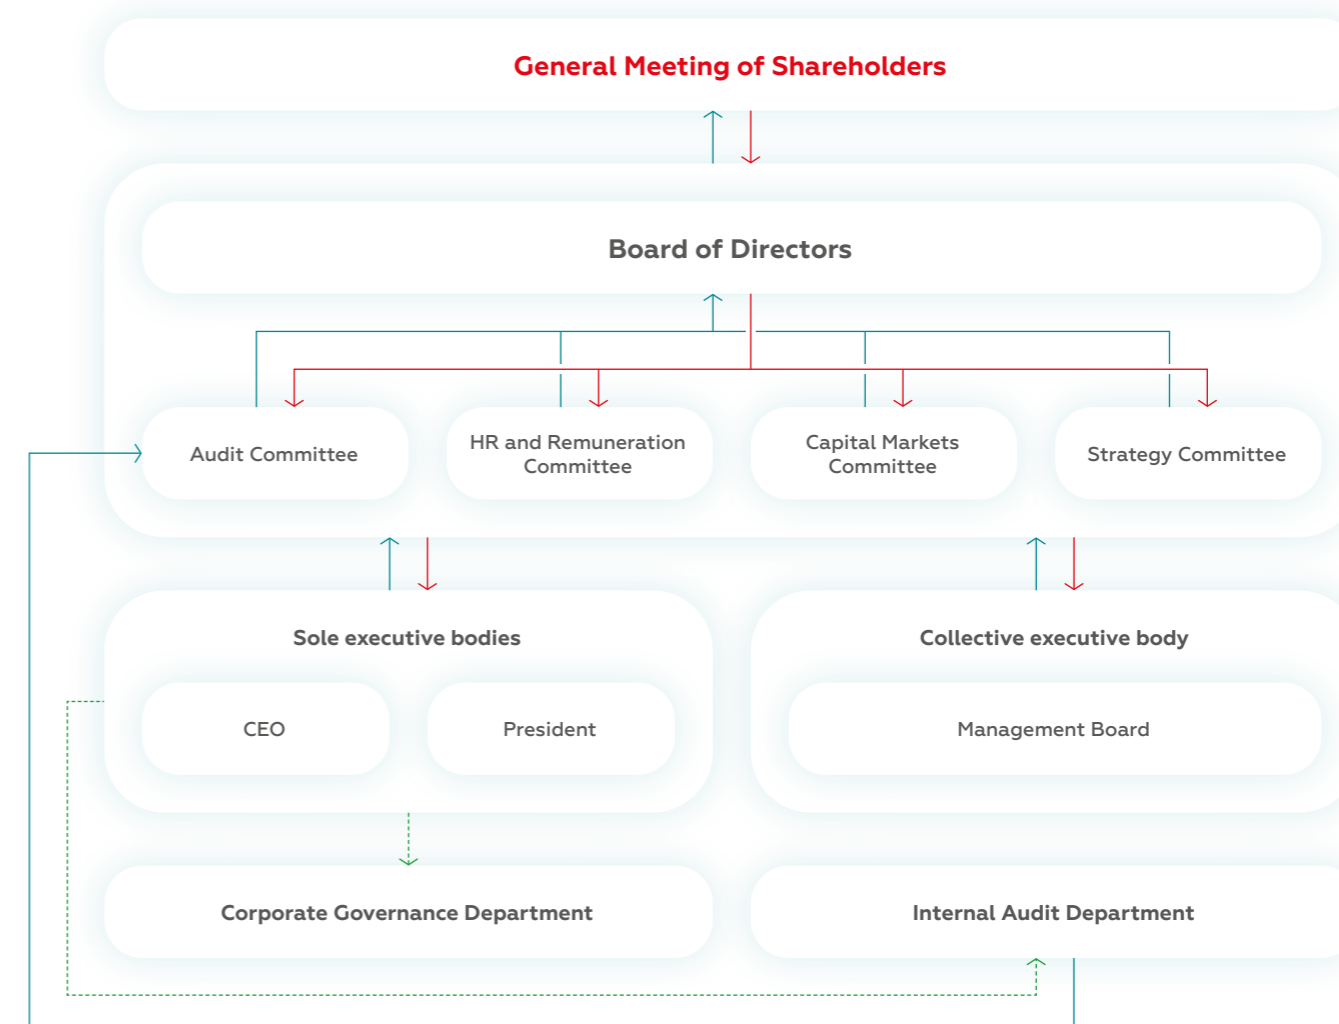 General Meeting of Shareholders
Board of Directors
Audit Committee
HR and Remuneration
Committee
Capital Markets
Committee
Strategy Committee
Sole executive bodies
CEO
President
Collective executive body
Management Board
Corporate Governance Department
Internal Audit Department